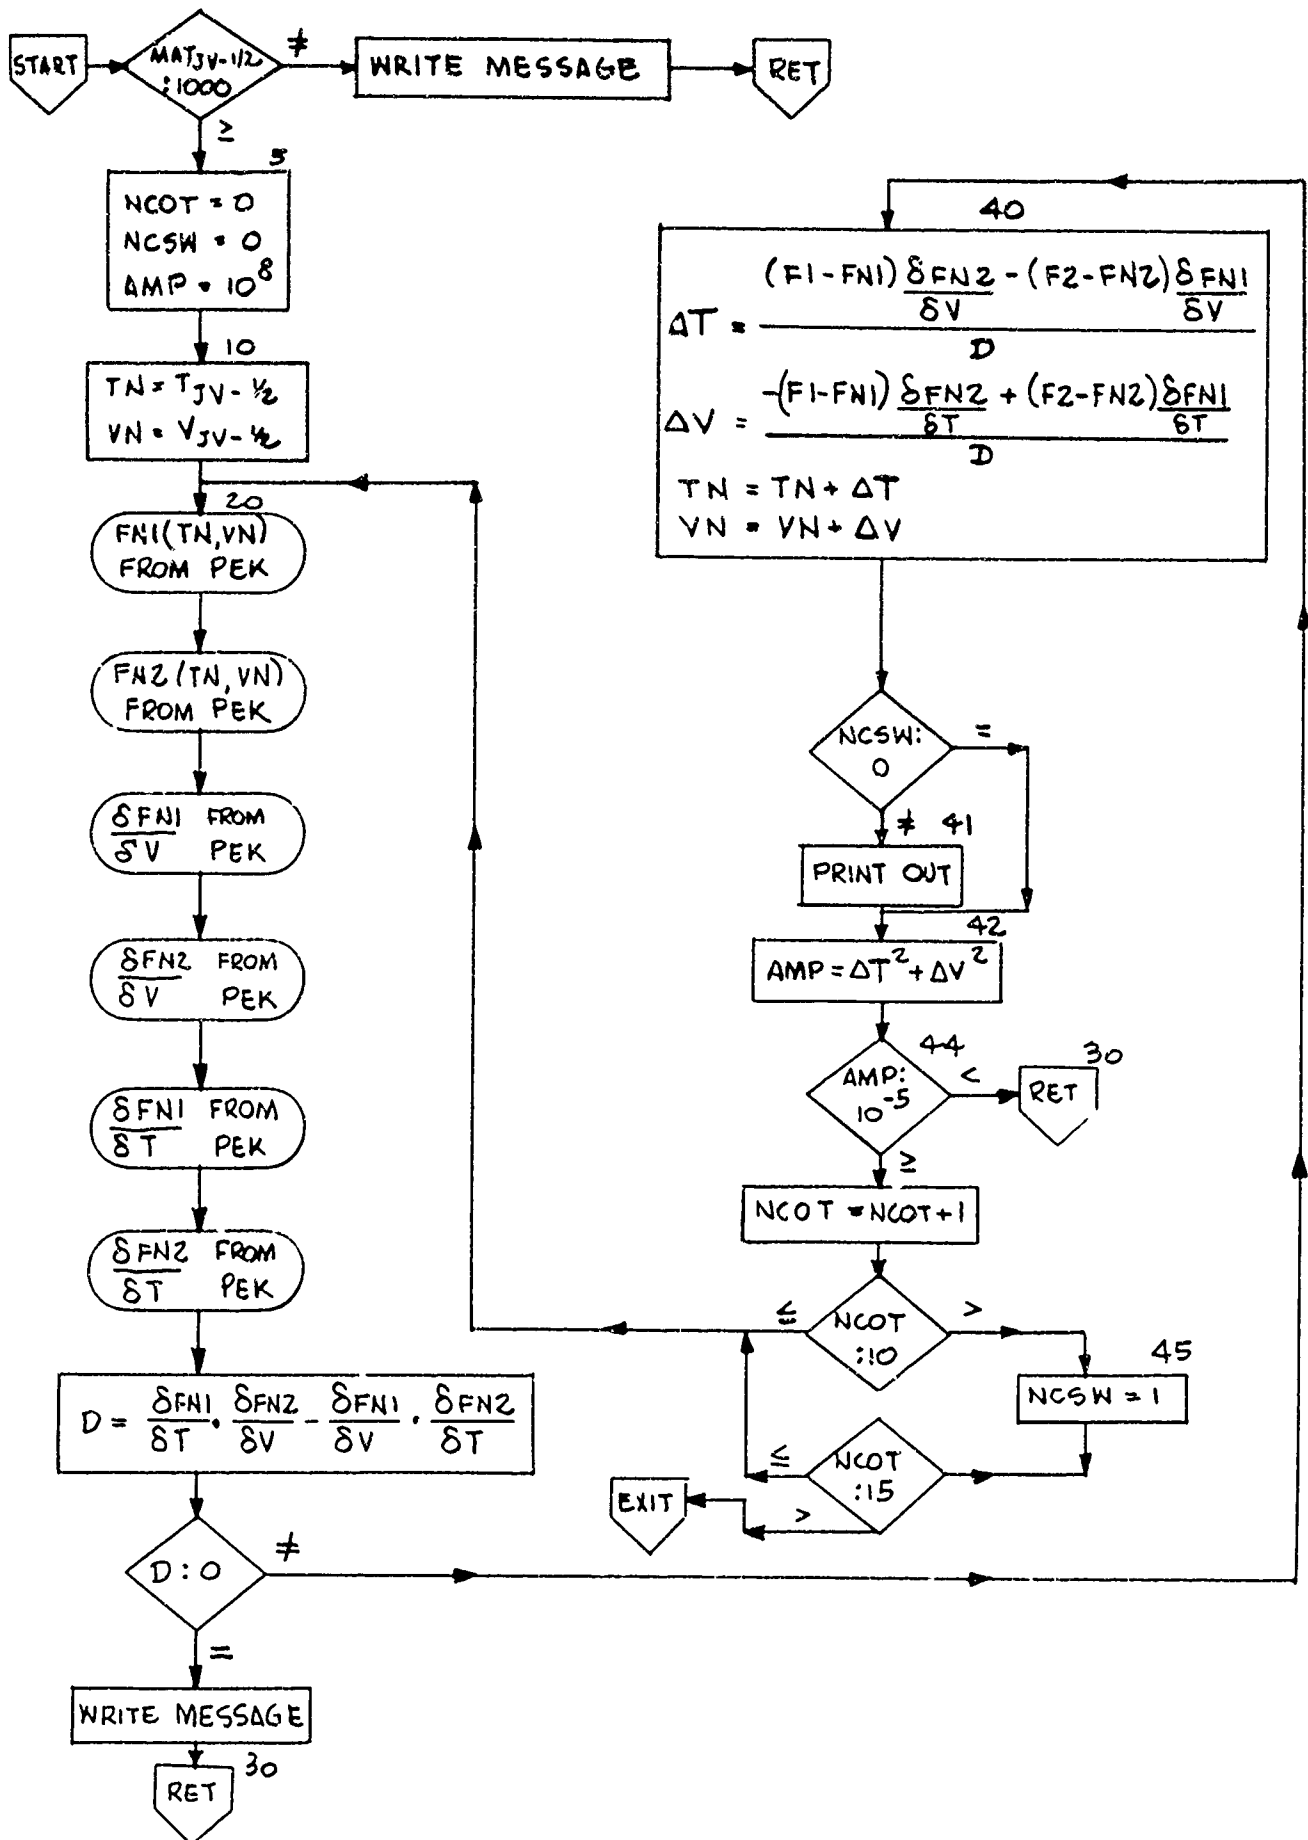 START
MAT JV-1/2
:1000
≠
WRITE MESSAGE
RET
≥
5
NCOT = 0
NCSW = 0
AMP = 10^8
10
TN = T JV-1/2
VN = V JV-1/2
20
FN1(TN,VN)
FROM PEK
FN2(TN,VN)
FROM PEK
δFN1/δV FROM PEK
δFN2/δV FROM PEK
δFN1/δT FROM PEK
δFN2/δT FROM PEK
D = δFN1/δT · δFN2/δV - δFN1/δV · δFN2/δT
D : 0
≠
=
WRITE MESSAGE
30
RET
40
ΔT = ((F1-FN1) δFN2/δV - (F2-FN2) δFN1/δV) / D
ΔV = (-(F1-FN1) δFN2/δT + (F2-FN2) δFN1/δT) / D
TN = TN + ΔT
VN = VN + ΔV
NCSW:
0
=
≠
41
PRINT OUT
42
AMP = ΔT^2 + ΔV^2
44
AMP:
10^-5
<
30
RET
≥
NCOT = NCOT+1
≤
NCOT
:10
>
45
NCSW = 1
≤
NCOT
:15
>
EXIT